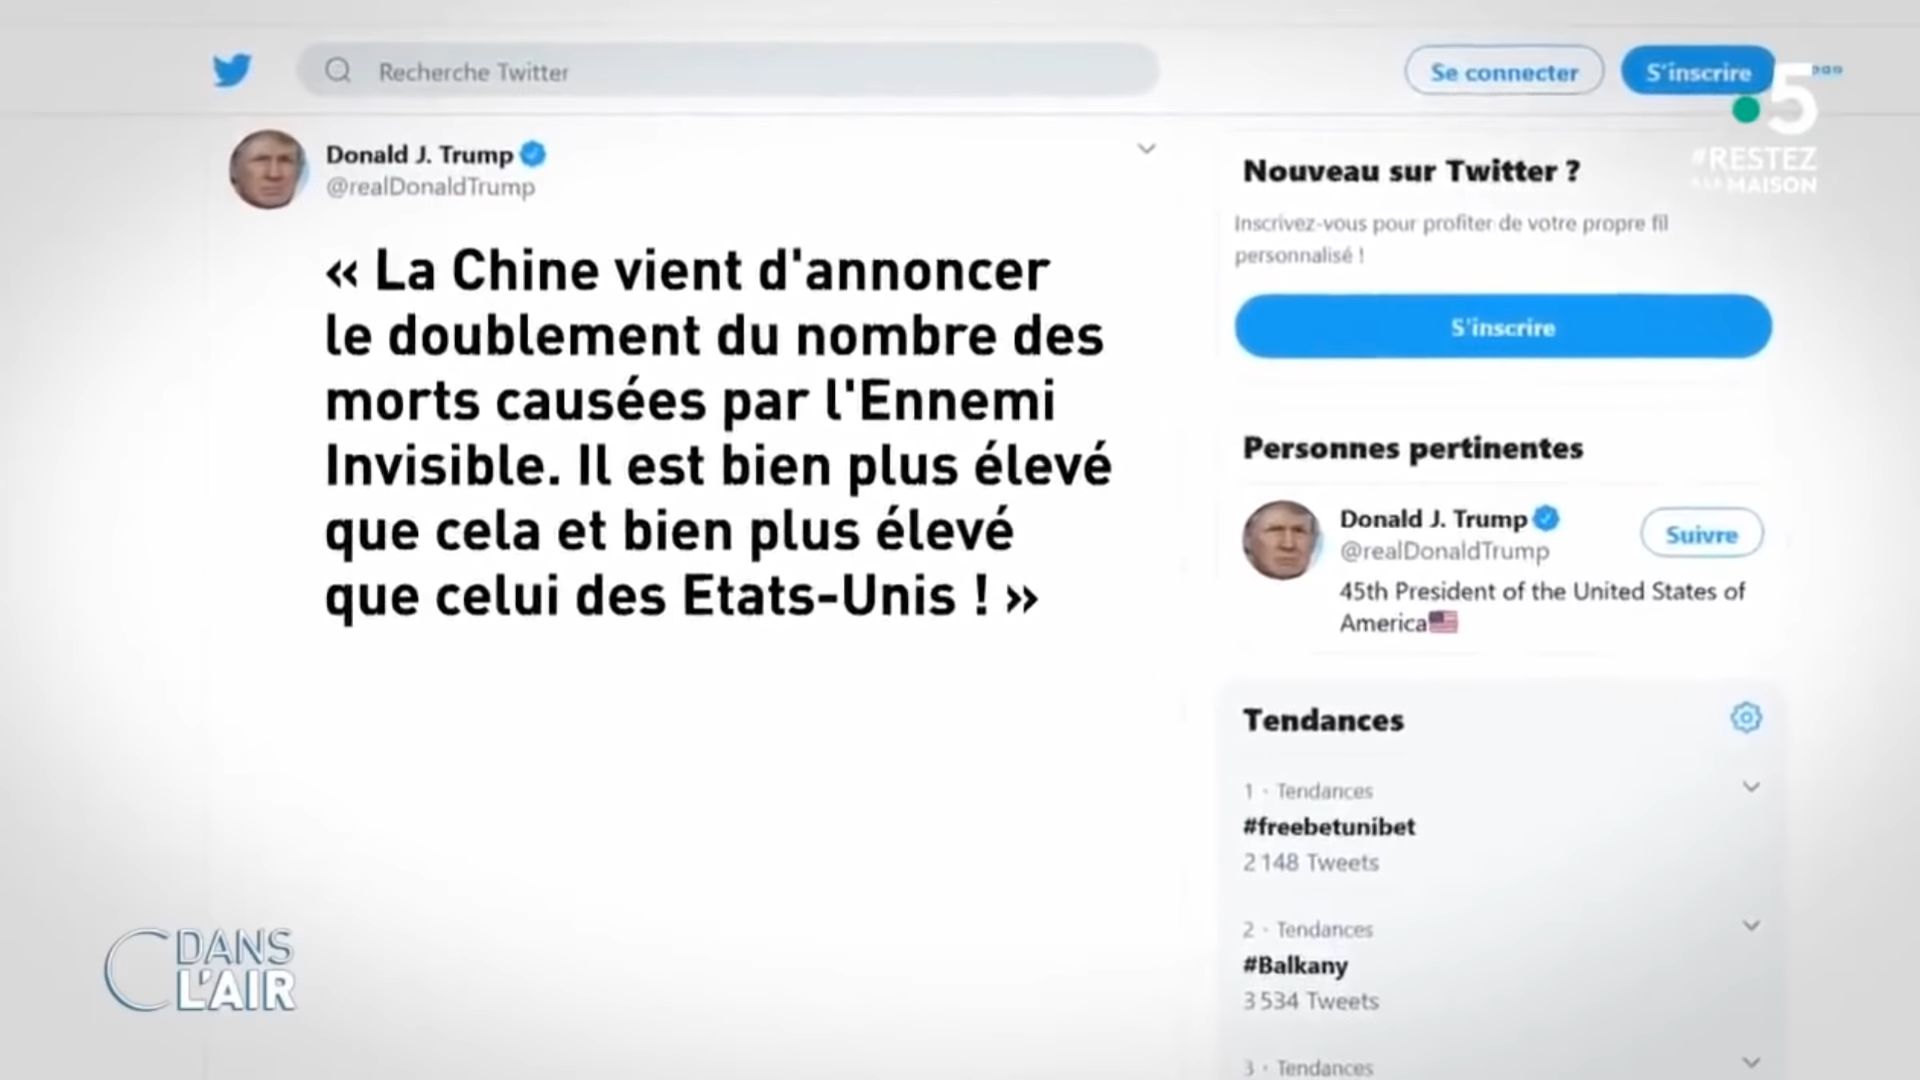 Recherche Twitter
Se connecter
S'inscrire
5
#RESTEZ
À LA MAISON
Donald J. Trump
@realDonaldTrump
« La Chine vient d'annoncer
le doublement du nombre des
morts causées par l'Ennemi
Invisible. Il est bien plus élevé
que cela et bien plus élevé
que celui des Etats-Unis ! »
Nouveau sur Twitter ?
Inscrivez-vous pour profiter de votre propre fil
personnalisé !
S'inscrire
Personnes pertinentes
Donald J. Trump
@realDonaldTrump
Suivre
45th President of the United States of
America
Tendances
1 · Tendances
#freebetunibet
2 148 Tweets
2 · Tendances
#Balkany
3 534 Tweets
3 · Tendances
C DANS
L'AIR